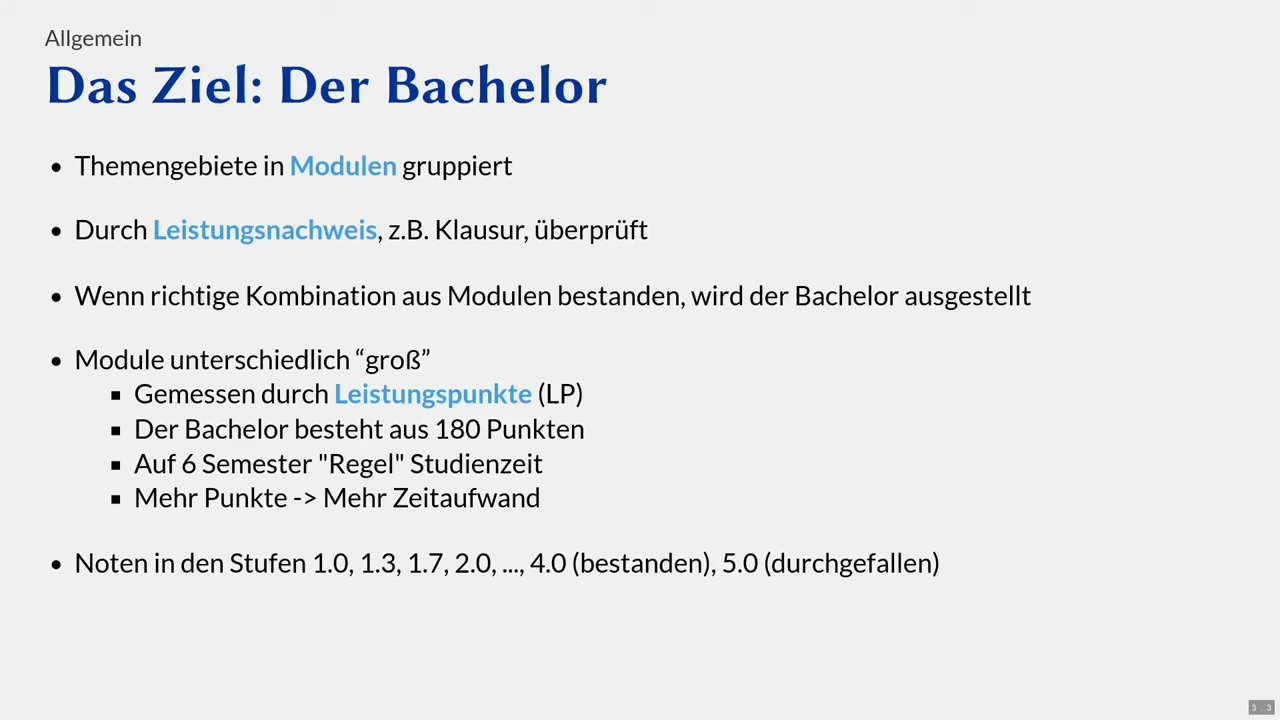 Allgemein
Das Ziel: Der Bachelor
• Themengebiete in Modulen gruppiert
• Durch Leistungsnachweis, z.B. Klausur, überprüft
• Wenn richtige Kombination aus Modulen bestanden, wird der Bachelor ausgestellt
• Module unterschiedlich “groß”
▪ Gemessen durch Leistungspunkte (LP)
▪ Der Bachelor besteht aus 180 Punkten
▪ Auf 6 Semester "Regel" Studienzeit
▪ Mehr Punkte -> Mehr Zeitaufwand
• Noten in den Stufen 1.0, 1.3, 1.7, 2.0, ..., 4.0 (bestanden), 5.0 (durchgefallen)
3 . 3